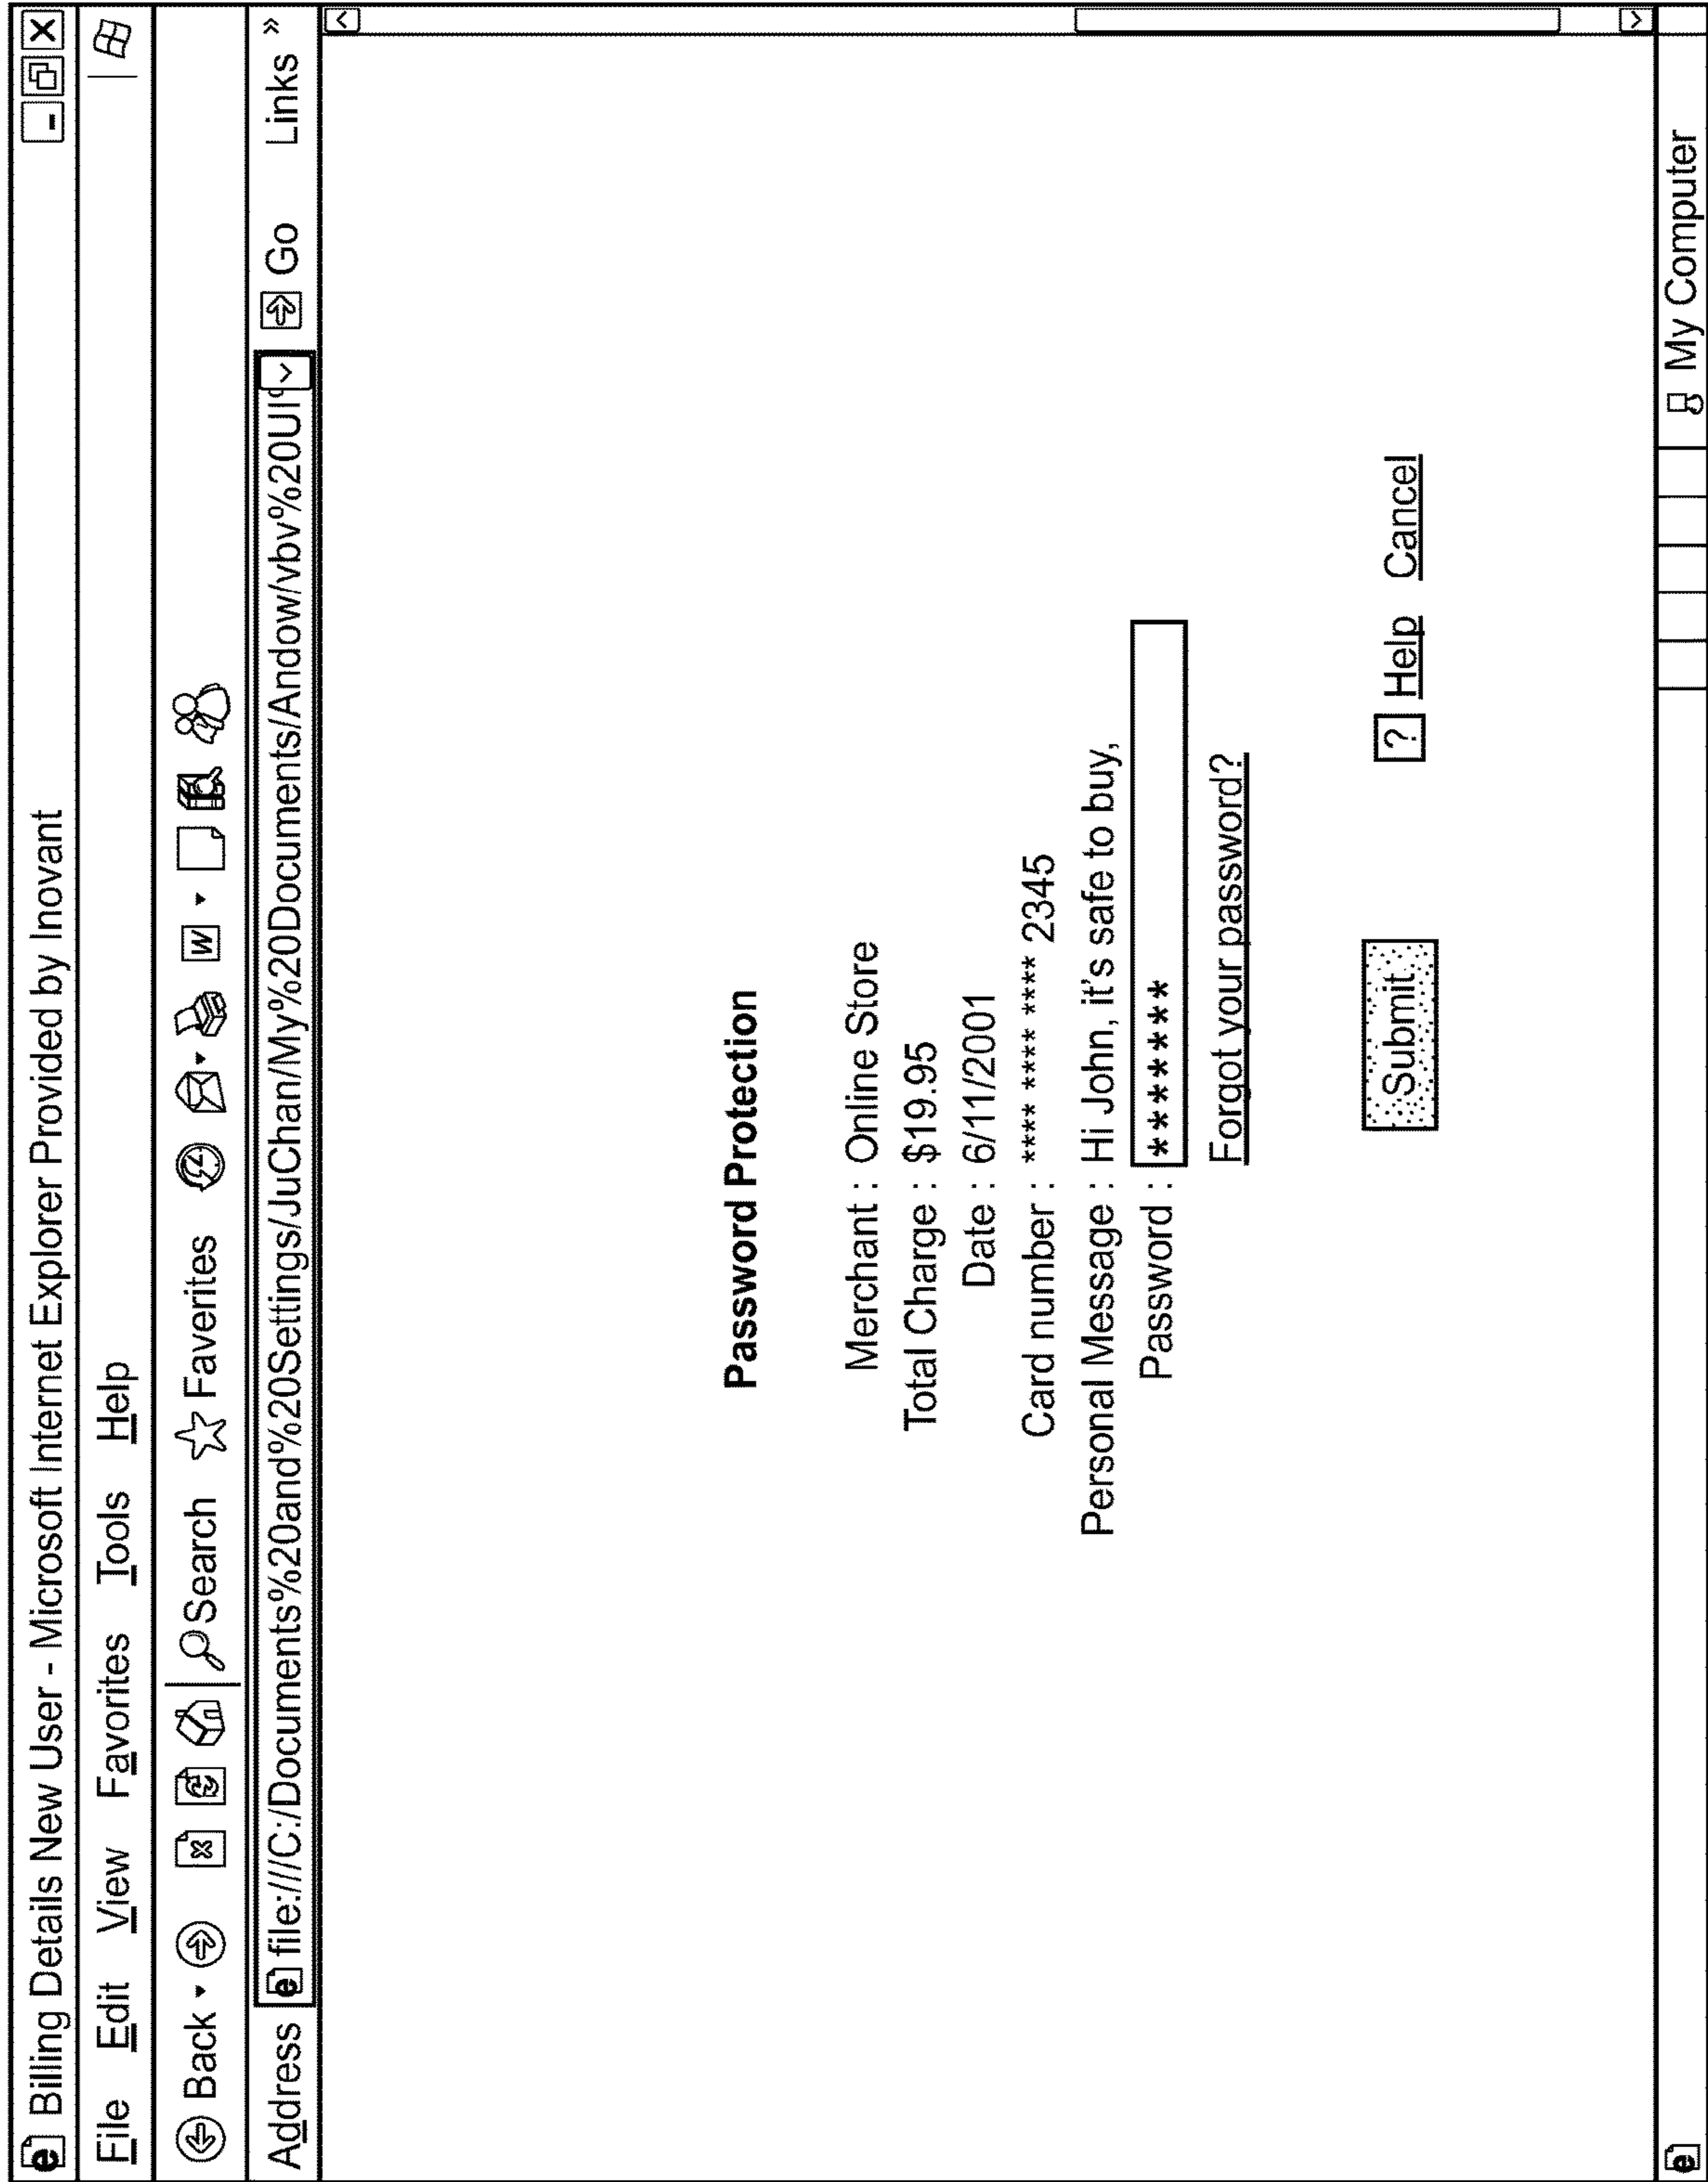 Billing Details New User - Microsoft Internet Explorer Provided by Inovant
File Edit View Favorites Tools Help
Back Search Faverites W
Address file:///C:/Documents%20and%20Settings/JuChan/My%20Documents/Andow/vbv%20UI Go Links »
Password Protection
Merchant : Online Store
Total Charge : $19.95
Date : 6/11/2001
Card number : **** **** **** 2345
Personal Message : Hi John, it's safe to buy,
Password : *******
Forgot your password?
Submit ? Help Cancel
My Computer